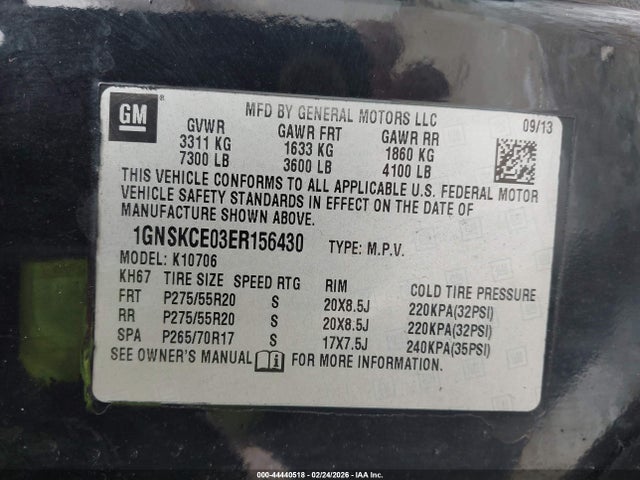 GM ®
MFD BY GENERAL MOTORS LLC
09/13
GVWR GAWR FRT GAWR RR
3311 KG 1633 KG 1860 KG
7300 LB 3600 LB 4100 LB
THIS VEHICLE CONFORMS TO ALL APPLICABLE U.S. FEDERAL MOTOR
VEHICLE SAFETY STANDARDS IN EFFECT ON THE DATE OF
MANUFACTURE SHOWN ABOVE.
1GNSKCE03ER156430 TYPE: M.P.V.
MODEL: K10706
KH67 TIRE SIZE SPEED RTG RIM COLD TIRE PRESSURE
FRT P275/55R20 S 20X8.5J 220KPA(32PSI)
RR P275/55R20 S 20X8.5J 220KPA(32PSI)
SPA P265/70R17 S 17X7.5J 240KPA(35PSI)
SEE OWNER'S MANUAL FOR MORE INFORMATION.
000-44440518 - 02/24/2026 - IAA Inc.